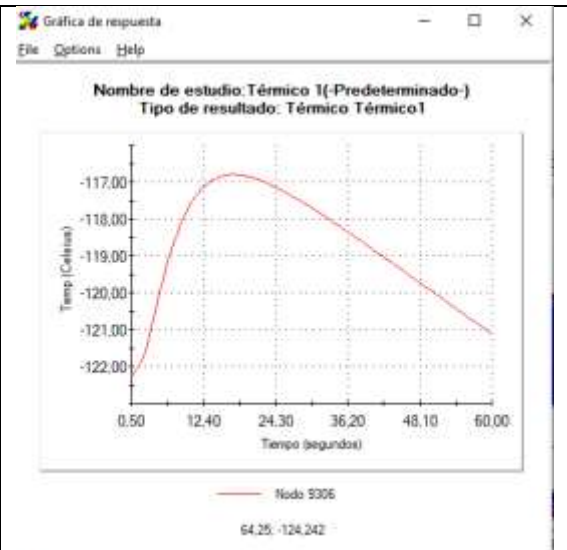 Gráfica de respuesta
File Options Help
Nombre de estudio:Térmico 1(-Predeterminado-)
Tipo de resultado: Térmico Térmico1
-117,00
-118,00
-119,00
-120,00
-121,00
-122,00
Temp (Celsius)
0,50 12,40 24,30 36,20 48,10 60,00
Tiempo (segundos)
Nodo 9306
64,25; -124,242